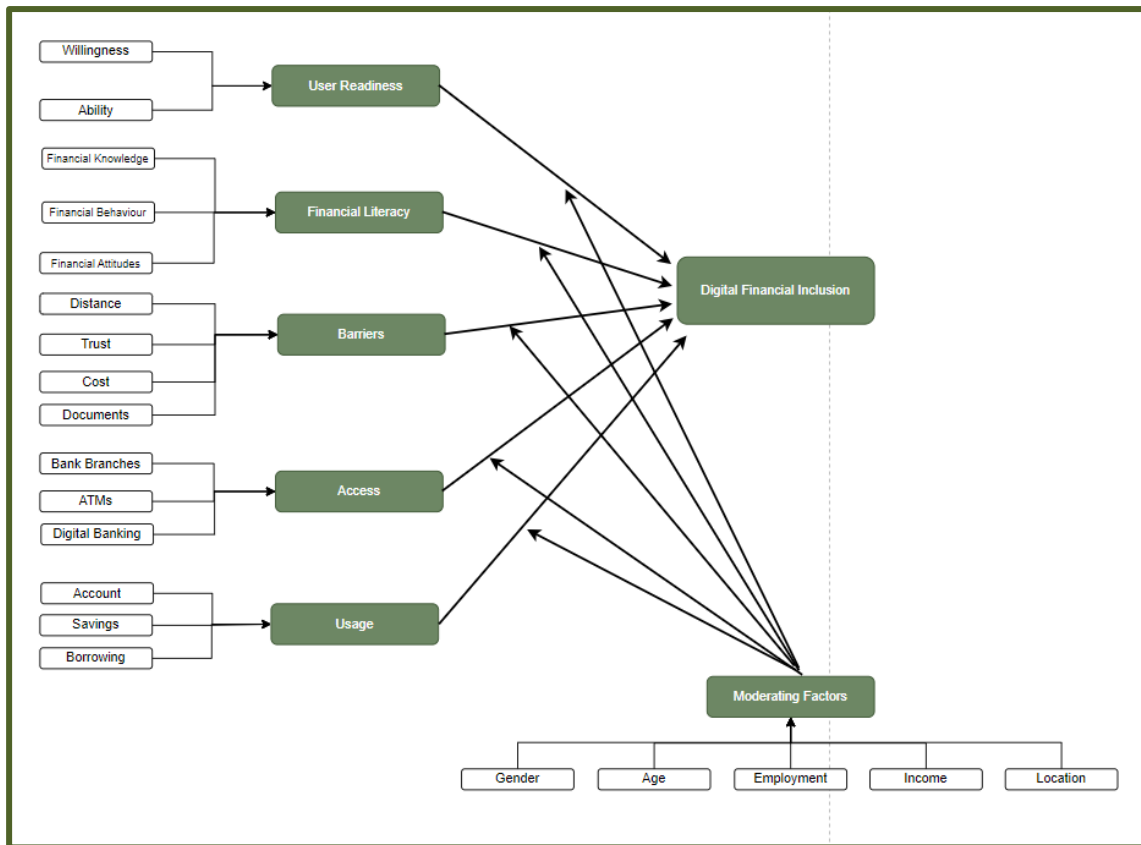 Willingness
User Readiness
Ability
Financial Knowledge
Financial Behaviour
Financial Literacy
Financial Attitudes
Digital Financial Inclusion
Distance
Trust
Barriers
Cost
Documents
Bank Branches
ATMs
Access
Digital Banking
Account
Savings
Usage
Borrowing
Moderating Factors
Gender
Age
Employment
Income
Location